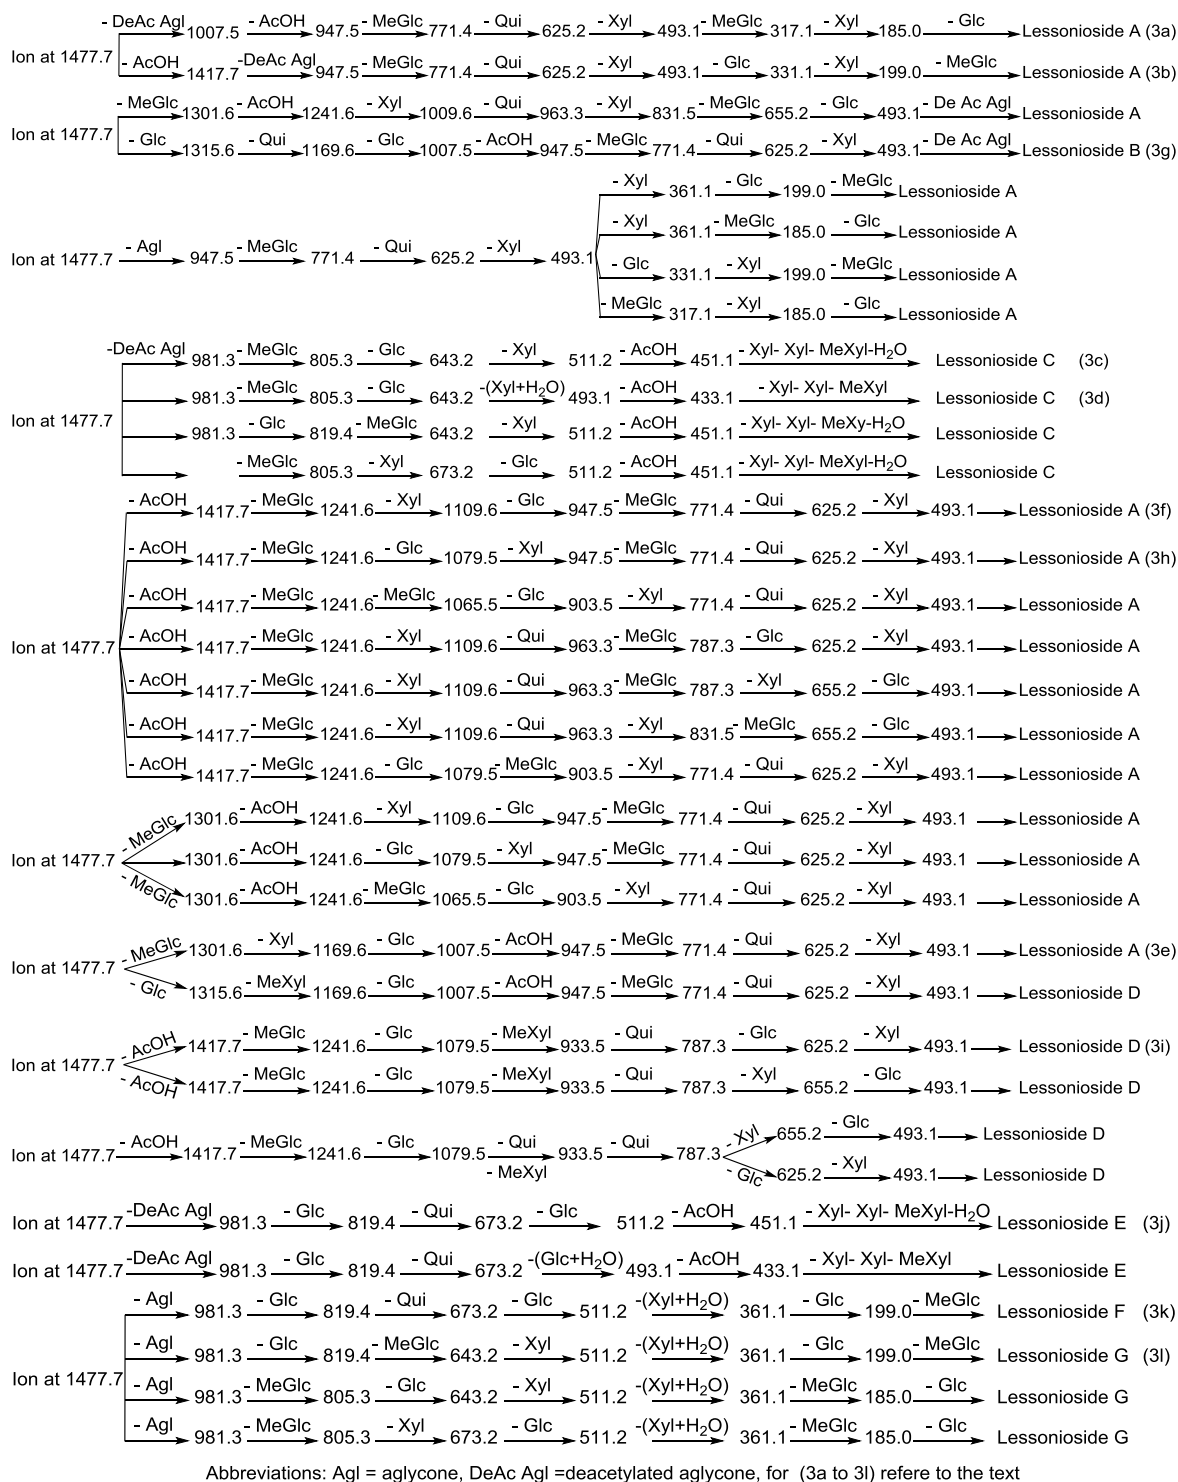 - DeAc Agl 1007.5 - AcOH 947.5 - MeGlc 771.4 - Qui 625.2 - Xyl 493.1 - MeGlc 317.1 - Xyl 185.0 - Glc Lessonioside A (3a)
Ion at 1477.7
- AcOH 1417.7 -DeAc Agl 947.5 - MeGlc 771.4 - Qui 625.2 - Xyl 493.1 - Glc 331.1 - Xyl 199.0 - MeGlc Lessonioside A (3b)
- MeGlc 1301.6 - AcOH 1241.6 - Xyl 1009.6 - Qui 963.3 - Xyl 831.5 - MeGlc 655.2 - Glc 493.1 - De Ac Agl Lessonioside A
Ion at 1477.7
- Glc 1315.6 - Qui 1169.6 - Glc 1007.5 - AcOH 947.5 - MeGlc 771.4 - Qui 625.2 - Xyl 493.1 - De Ac Agl Lessonioside B (3g)
- Xyl 361.1 - Glc 199.0 - MeGlc Lessonioside A
- Xyl 361.1 - MeGlc 185.0 - Glc Lessonioside A
Ion at 1477.7 - Agl 947.5 - MeGlc 771.4 - Qui 625.2 - Xyl 493.1
- Glc 331.1 - Xyl 199.0 - MeGlc Lessonioside A
- MeGlc 317.1 - Xyl 185.0 - Glc Lessonioside A
-DeAc Agl 981.3 - MeGlc 805.3 - Glc 643.2 - Xyl 511.2 - AcOH 451.1 - Xyl- Xyl- MeXyl-H2O Lessonioside C (3c)
981.3 - MeGlc 805.3 - Glc 643.2 -(Xyl+H2O) 493.1 - AcOH 433.1 - Xyl- Xyl- MeXyl Lessonioside C (3d)
Ion at 1477.7
981.3 - Glc 819.4 - MeGlc 643.2 - Xyl 511.2 - AcOH 451.1 - Xyl- Xyl- MeXy-H2O Lessonioside C
- MeGlc 805.3 - Xyl 673.2 - Glc 511.2 - AcOH 451.1 - Xyl- Xyl- MeXyl-H2O Lessonioside C
- AcOH 1417.7 - MeGlc 1241.6 - Xyl 1109.6 - Glc 947.5 - MeGlc 771.4 - Qui 625.2 - Xyl 493.1 Lessonioside A (3f)
- AcOH 1417.7 - MeGlc 1241.6 - Glc 1079.5 - Xyl 947.5 - MeGlc 771.4 - Qui 625.2 - Xyl 493.1 Lessonioside A (3h)
- AcOH 1417.7 - MeGlc 1241.6 - MeGlc 1065.5 - Glc 903.5 - Xyl 771.4 - Qui 625.2 - Xyl 493.1 Lessonioside A
Ion at 1477.7 - AcOH 1417.7 - MeGlc 1241.6 - Xyl 1109.6 - Qui 963.3 - MeGlc 787.3 - Glc 625.2 - Xyl 493.1 Lessonioside A
- AcOH 1417.7 - MeGlc 1241.6 - Xyl 1109.6 - Qui 963.3 - MeGlc 787.3 - Xyl 655.2 - Glc 493.1 Lessonioside A
- AcOH 1417.7 - MeGlc 1241.6 - Xyl 1109.6 - Qui 963.3 - Xyl 831.5 - MeGlc 655.2 - Glc 493.1 Lessonioside A
- AcOH 1417.7 - MeGlc 1241.6 - Glc 1079.5 - MeGlc 903.5 - Xyl 771.4 - Qui 625.2 - Xyl 493.1 Lessonioside A
- MeGlc 1301.6 - AcOH 1241.6 - Xyl 1109.6 - Glc 947.5 - MeGlc 771.4 - Qui 625.2 - Xyl 493.1 Lessonioside A
Ion at 1477.7 1301.6 - AcOH 1241.6 - Glc 1079.5 - Xyl 947.5 - MeGlc 771.4 - Qui 625.2 - Xyl 493.1 Lessonioside A
- MeGlc 1301.6 - AcOH 1241.6 - MeGlc 1065.5 - Glc 903.5 - Xyl 771.4 - Qui 625.2 - Xyl 493.1 Lessonioside A
- MeGlc 1301.6 - Xyl 1169.6 - Glc 1007.5 - AcOH 947.5 - MeGlc 771.4 - Qui 625.2 - Xyl 493.1 Lessonioside A (3e)
Ion at 1477.7
- Glc 1315.6 - MeXyl 1169.6 - Glc 1007.5 - AcOH 947.5 - MeGlc 771.4 - Qui 625.2 - Xyl 493.1 Lessonioside D
- AcOH 1417.7 - MeGlc 1241.6 - Glc 1079.5 - MeXyl 933.5 - Qui 787.3 - Glc 625.2 - Xyl 493.1 Lessonioside D (3i)
Ion at 1477.7
- AcOH 1417.7 - MeGlc 1241.6 - Glc 1079.5 - MeXyl 933.5 - Qui 787.3 - Xyl 655.2 - Glc 493.1 Lessonioside D
- Xyl 655.2 - Glc 493.1 Lessonioside D
Ion at 1477.7 - AcOH 1417.7 - MeGlc 1241.6 - Glc 1079.5 - Qui - MeXyl 933.5 - Qui 787.3
- Glc 625.2 - Xyl 493.1 Lessonioside D
Ion at 1477.7 -DeAc Agl 981.3 - Glc 819.4 - Qui 673.2 - Glc 511.2 - AcOH 451.1 - Xyl- Xyl- MeXyl-H2O Lessonioside E (3j)
Ion at 1477.7 -DeAc Agl 981.3 - Glc 819.4 - Qui 673.2 -(Glc+H2O) 493.1 - AcOH 433.1 - Xyl- Xyl- MeXyl Lessonioside E
- Agl 981.3 - Glc 819.4 - Qui 673.2 - Glc 511.2 -(Xyl+H2O) 361.1 - Glc 199.0 - MeGlc Lessonioside F (3k)
- Agl 981.3 - Glc 819.4 - MeGlc 643.2 - Xyl 511.2 -(Xyl+H2O) 361.1 - Glc 199.0 - MeGlc Lessonioside G (3l)
Ion at 1477.7
- Agl 981.3 - MeGlc 805.3 - Glc 643.2 - Xyl 511.2 -(Xyl+H2O) 361.1 - MeGlc 185.0 - Glc Lessonioside G
- Agl 981.3 - MeGlc 805.3 - Xyl 673.2 - Glc 511.2 -(Xyl+H2O) 361.1 - MeGlc 185.0 - Glc Lessonioside G
Abbreviations: Agl = aglycone, DeAc Agl =deacetylated aglycone, for (3a to 3l) refere to the text